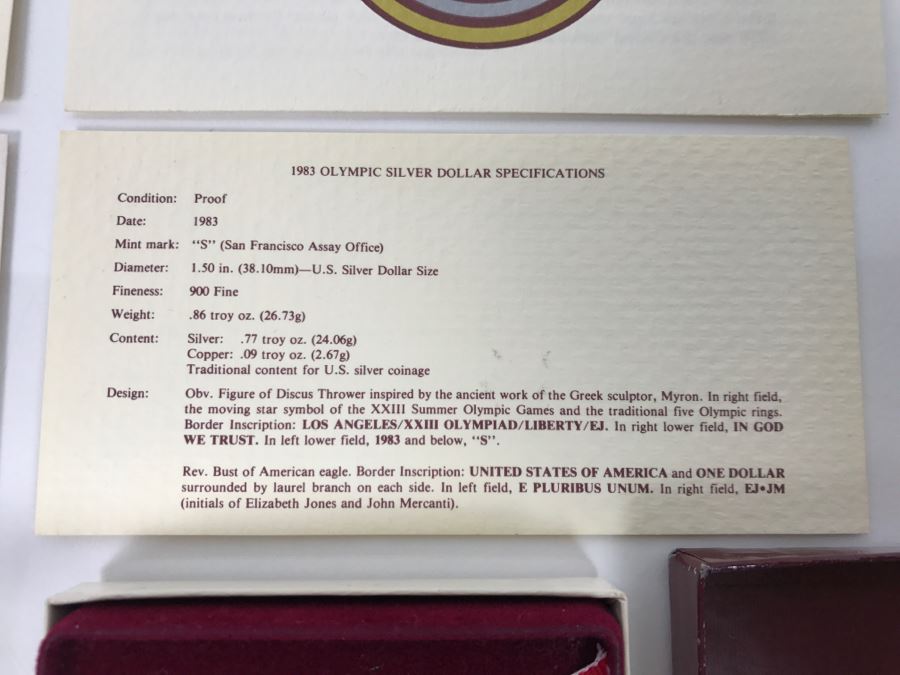 1983 OLYMPIC SILVER DOLLAR SPECIFICATIONS
Condition: Proof
Date: 1983
Mint mark: “S” (San Francisco Assay Office)
Diameter: 1.50 in. (38.10mm)—U.S. Silver Dollar Size
Fineness: 900 Fine
Weight: .86 troy oz. (26.73g)
Content: Silver: .77 troy oz. (24.06g)
Copper: .09 troy oz. (2.67g)
Traditional content for U.S. silver coinage
Design: Obv. Figure of Discus Thrower inspired by the ancient work of the Greek sculptor, Myron. In right field,
the moving star symbol of the XXIII Summer Olympic Games and the traditional five Olympic rings.
Border Inscription: LOS ANGELES/XXIII OLYMPIAD/LIBERTY/EJ. In right lower field, IN GOD
WE TRUST. In left lower field, 1983 and below, “S”.
Rev. Bust of American eagle. Border Inscription: UNITED STATES OF AMERICA and ONE DOLLAR
surrounded by laurel branch on each side. In left field, E PLURIBUS UNUM. In right field, EJ•JM
(initials of Elizabeth Jones and John Mercanti).